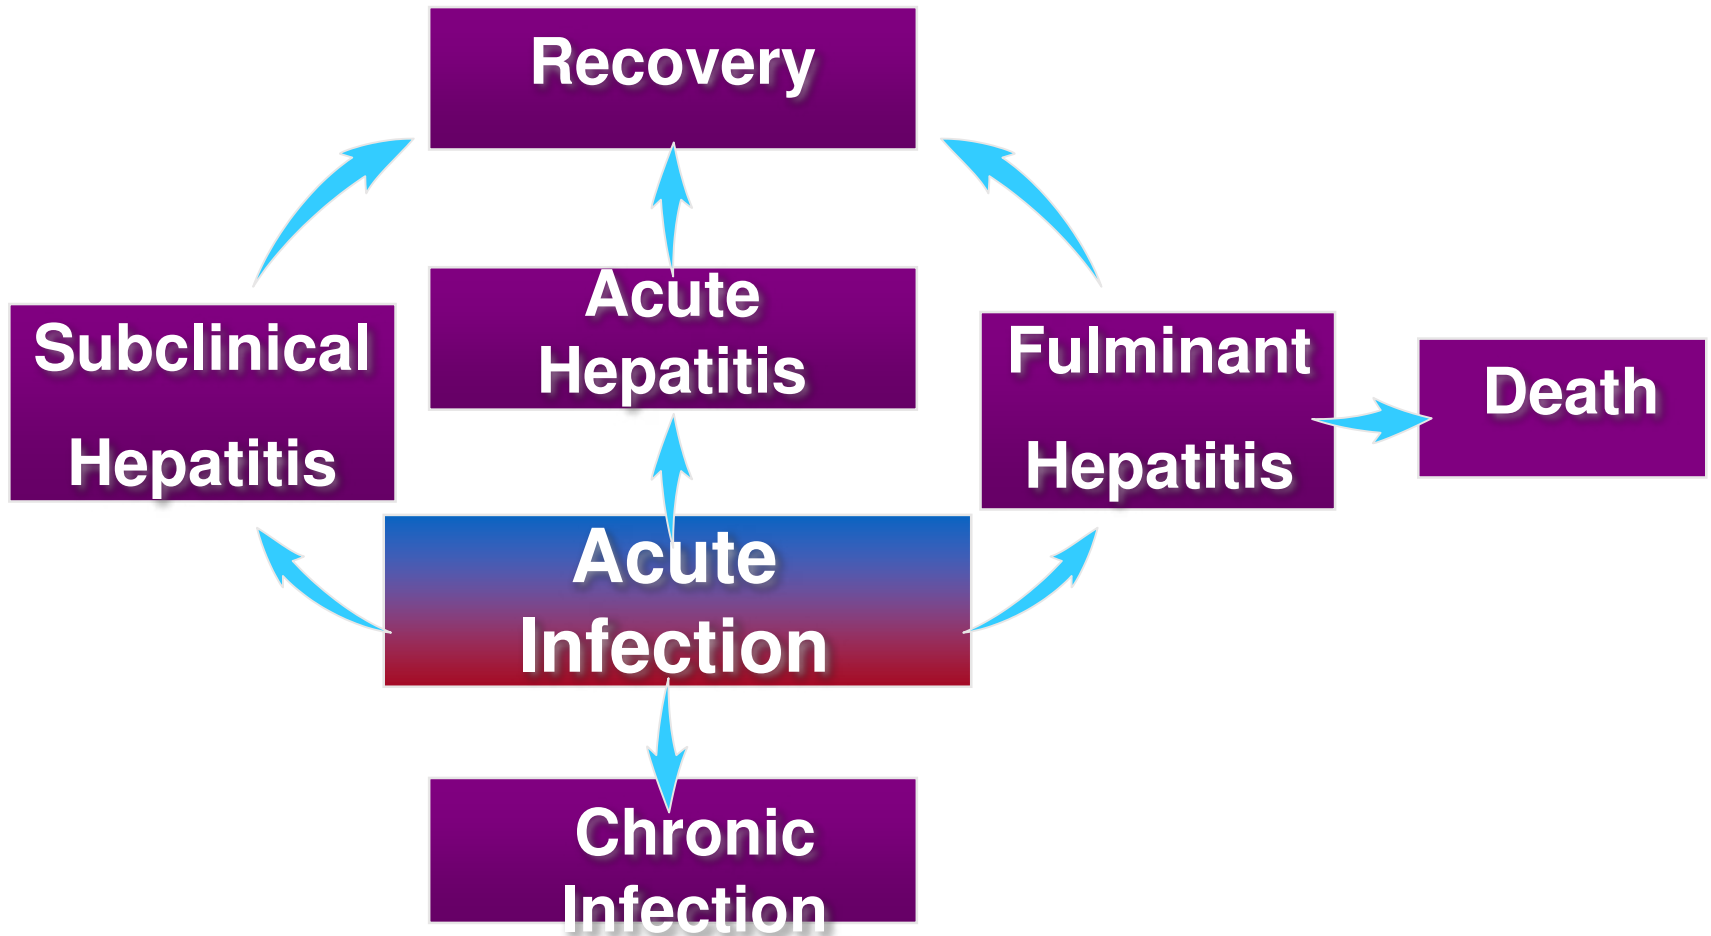 Recovery
Acute
Hepatitis
Subclinical
Hepatitis
Fulminant
Hepatitis
Death
Acute
Infection
Chronic
Infection